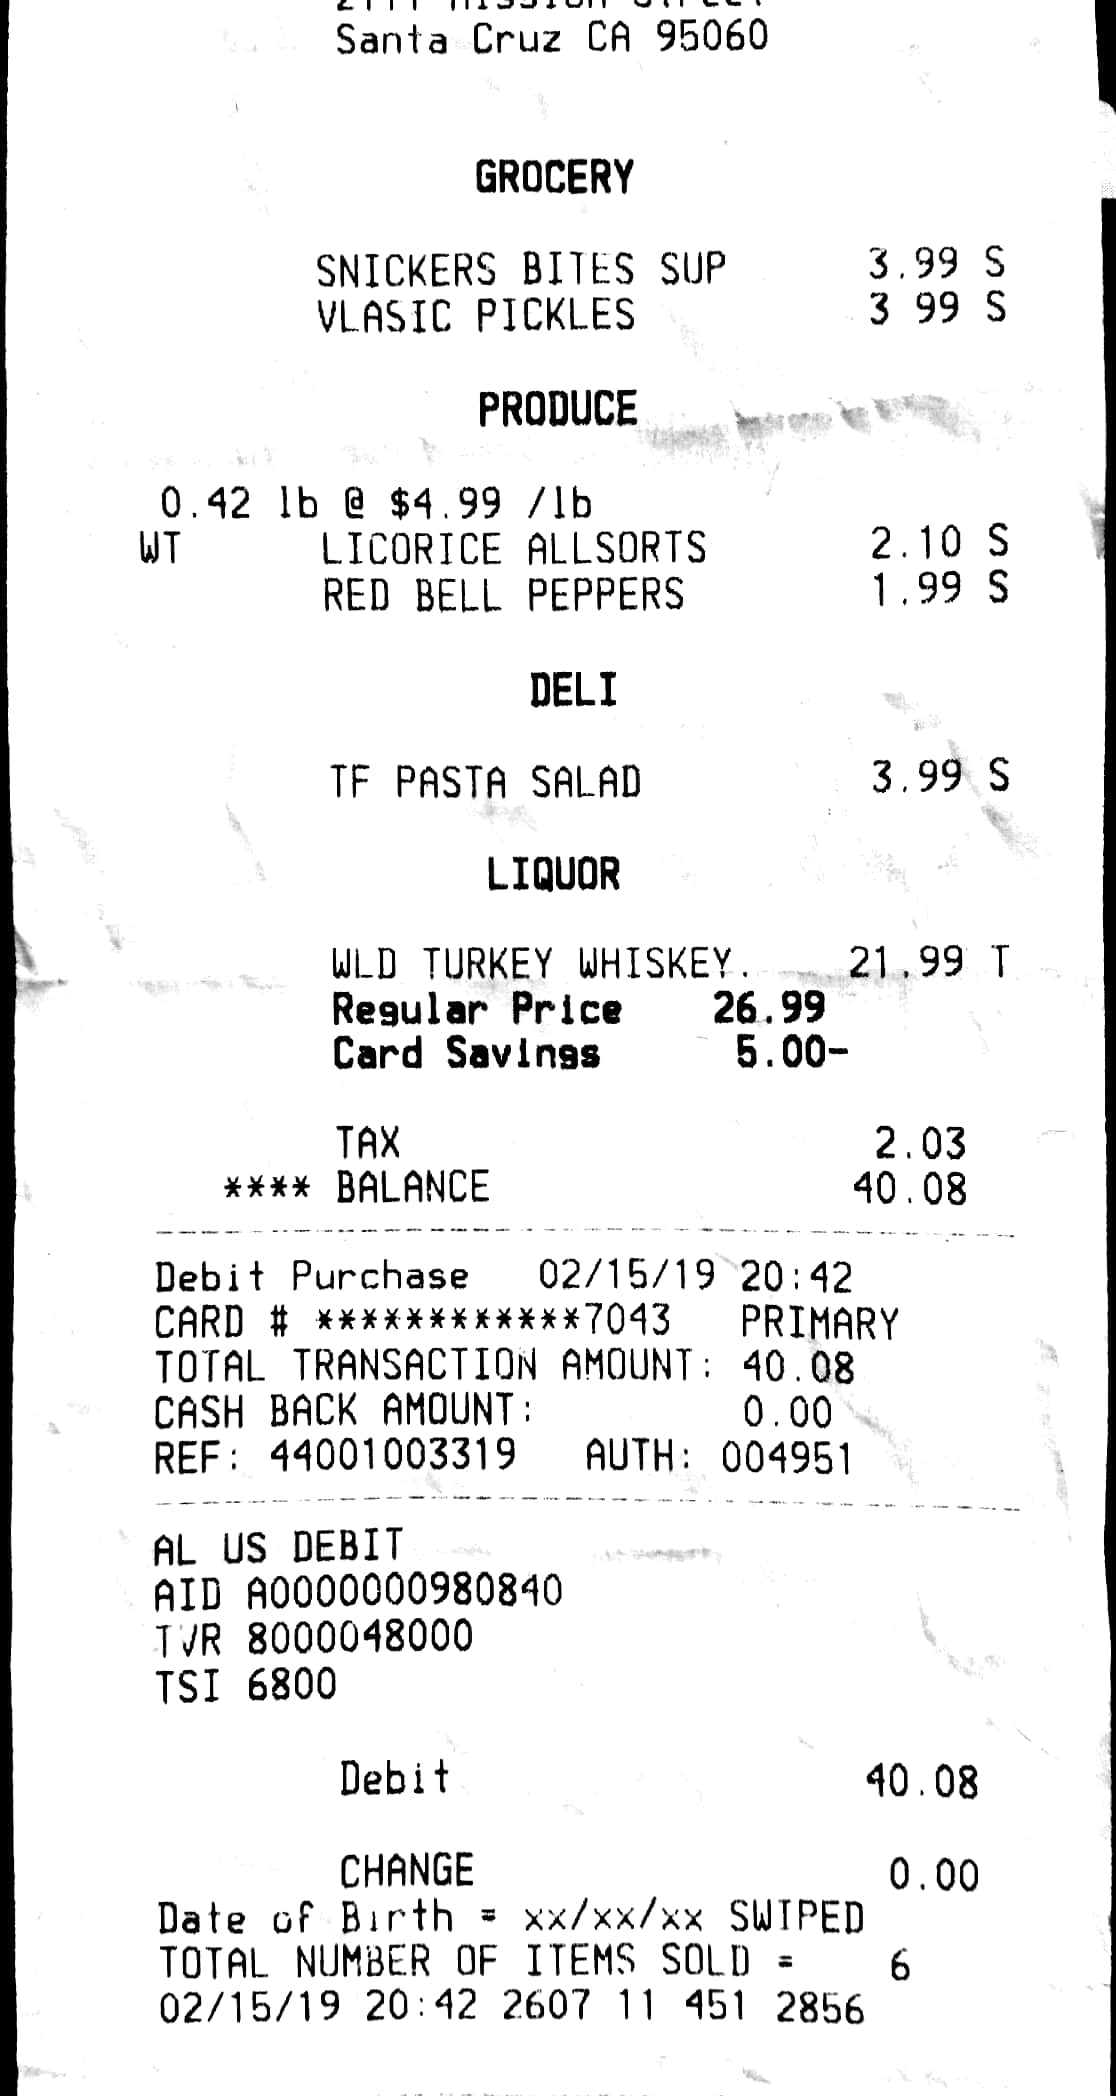 Santa Cruz CA 95060
GROCERY
SNICKERS BITES SUP 3.99 S
VLASIC PICKLES 3 99 S
PRODUCE
0.42 lb @ $4.99 /lb
WT LICORICE ALLSORTS 2.10 S
RED BELL PEPPERS 1.99 S
DELI
TF PASTA SALAD 3.99 S
LIQUOR
WLD TURKEY WHISKEY. 21.99 T
Regular Price 26.99
Card Savings 5.00-
TAX 2.03
**** BALANCE 40.08
Debit Purchase 02/15/19 20:42
CARD # ************7043 PRIMARY
TOTAL TRANSACTION AMOUNT: 40.08
CASH BACK AMOUNT: 0.00
REF: 44001003319 AUTH: 004951
AL US DEBIT
AID A0000000980840
TVR 8000048000
TSI 6800
Debit 40.08
CHANGE 0.00
Date of Birth = xx/xx/xx SWIPED
TOTAL NUMBER OF ITEMS SOLD = 6
02/15/19 20:42 2607 11 451 2856